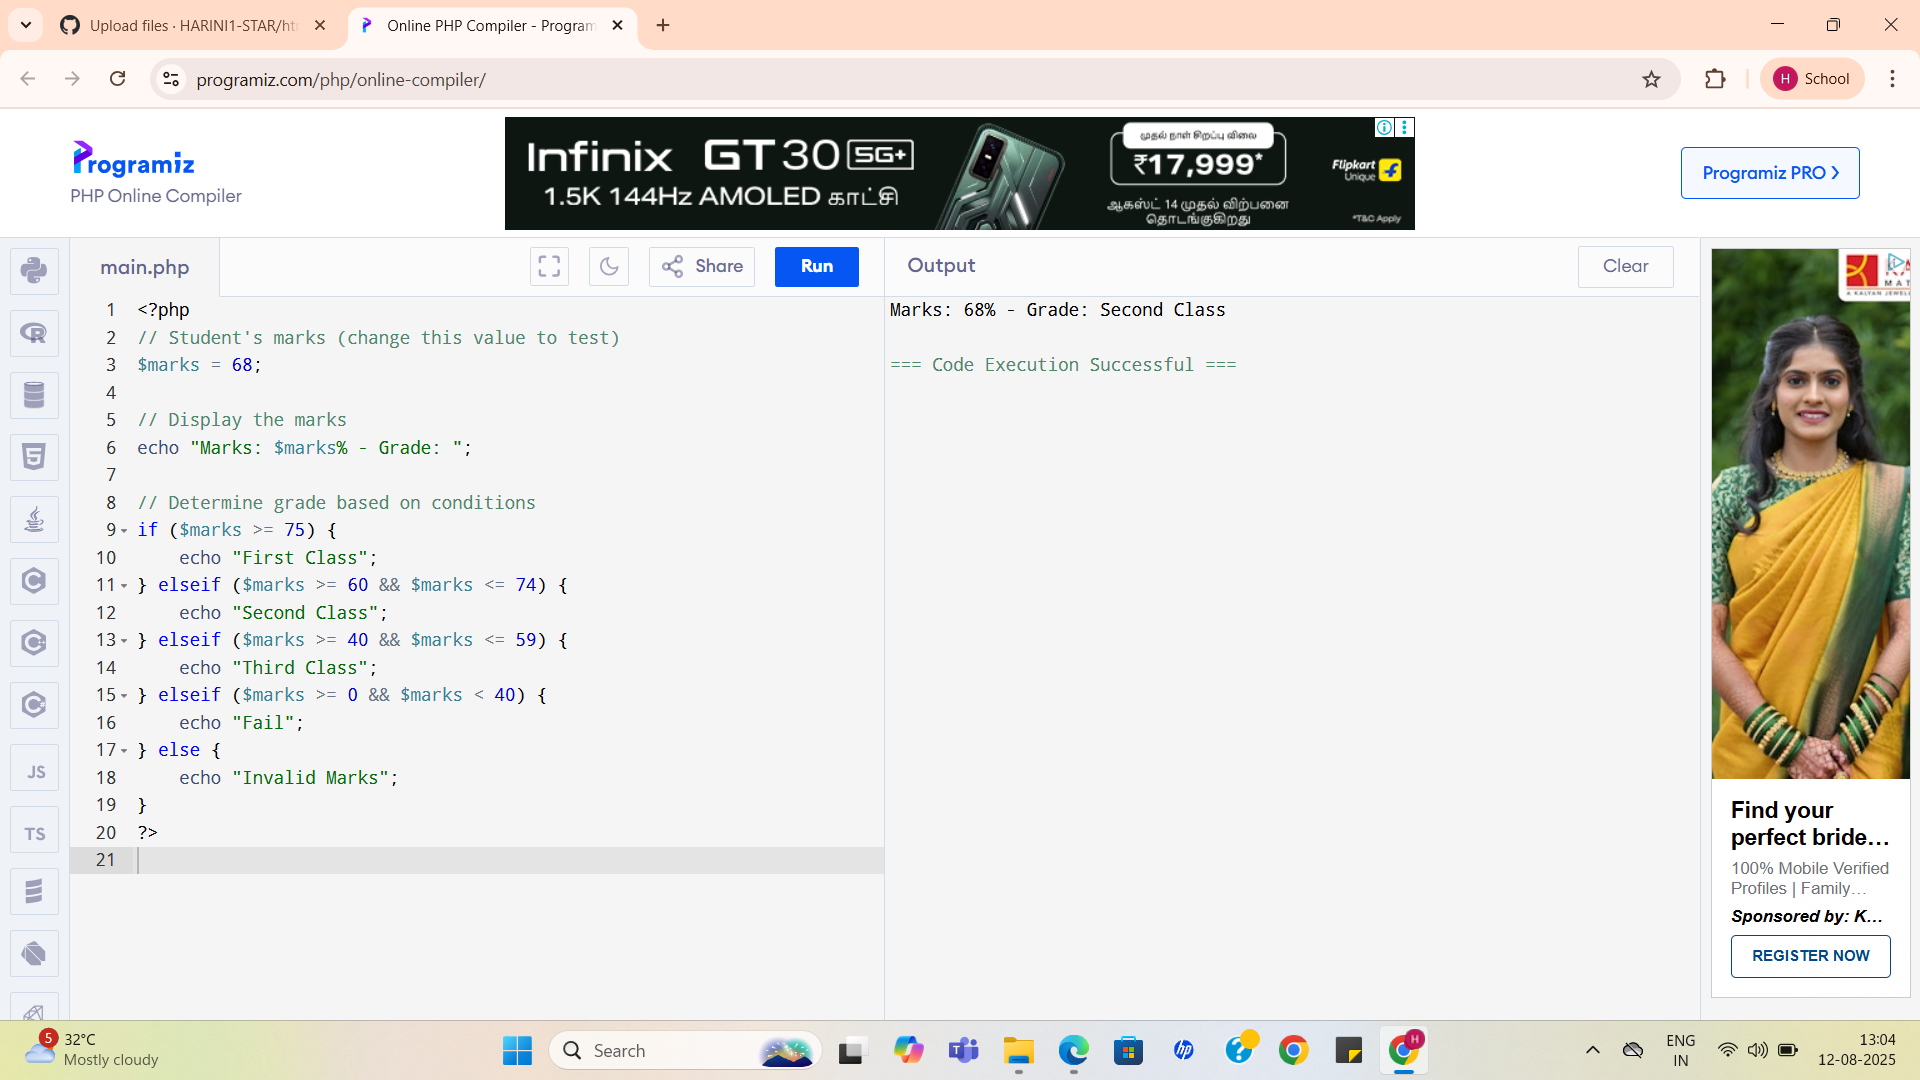 Upload files · HARINI1-STAR/ht
Online PHP Compiler - Program
programiz.com/php/online-compiler/
H School
Programiz
PHP Online Compiler
Infinix GT 30 5G+
1.5K 144Hz AMOLED காட்சி
முதல் நாள் சிறப்பு விலை
₹17,999*
ஆகஸ்ட் 14 முதல் விற்பனை
தொடங்குகிறது
Flipkart
Unique
*T&C Apply
Programiz PRO
main.php
Share
Run
Output
Clear
1 <?php
2 // Student's marks (change this value to test)
3 $marks = 68;
4
5 // Display the marks
6 echo "Marks: $marks% - Grade: ";
7
8 // Determine grade based on conditions
9 if ($marks >= 75) {
10 echo "First Class";
11 } elseif ($marks >= 60 && $marks <= 74) {
12 echo "Second Class";
13 } elseif ($marks >= 40 && $marks <= 59) {
14 echo "Third Class";
15 } elseif ($marks >= 0 && $marks < 40) {
16 echo "Fail";
17 } else {
18 echo "Invalid Marks";
19 }
20 ?>
21
Marks: 68% - Grade: Second Class
=== Code Execution Successful ===
R
5
C
JS
TS
MAT
A KALYAN JEWEL
Find your
perfect bride...
100% Mobile Verified
Profiles | Family...
Sponsored by: K...
REGISTER NOW
5
32°C
Mostly cloudy
Search
hp
H
ENG
IN
13:04
12-08-2025